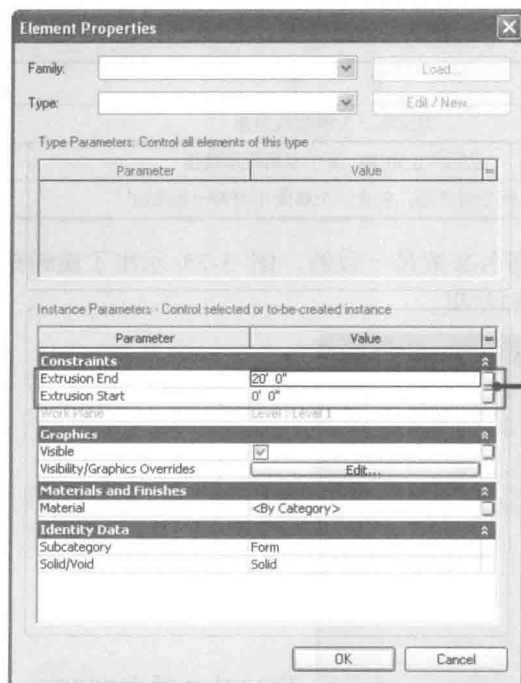 Element Properties
Family:
Load...
Type:
Edit / New...
Type Parameters: Control all elements of this type
Parameter Value =
Instance Parameters - Control selected or to-be-created instance
Parameter Value =
Constraints
Extrusion End 20' 0"
Extrusion Start 0' 0"
Work Plane Level : Level 1
Graphics
Visible
Visibility/Graphics Overrides Edit...
Materials and Finishes
Material <By Category>
Identity Data
Subcategory Form
Solid/Void Solid
OK Cancel